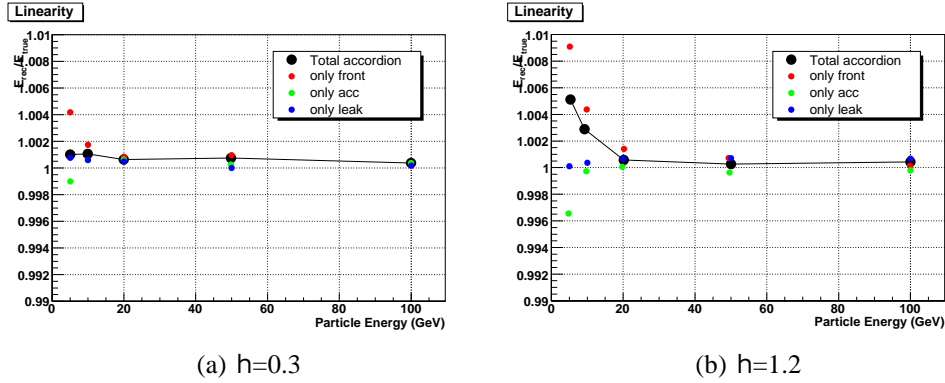 Linearity
E_rec/E_true
1.01
1.008
1.006
1.004
1.002
1
0.998
0.996
0.994
0.992
0.99
Total accordion
only front
only acc
only leak
0 20 40 60 80 100
Particle Energy (GeV)
(a) h=0.3
Linearity
E_rec/E_true
1.01
1.008
1.006
1.004
1.002
1
0.998
0.996
0.994
0.992
0.99
Total accordion
only front
only acc
only leak
0 20 40 60 80 100
Particle Energy (GeV)
(b) h=1.2